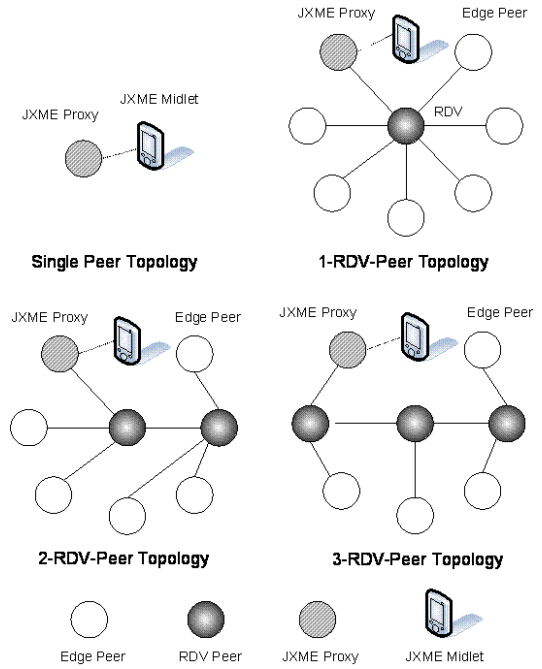 JXME Proxy
Edge Peer
JXME Midlet
JXME Proxy
RDV
Single Peer Topology
1-RDV-Peer Topology
JXME Proxy
Edge Peer
JXME Proxy
Edge Peer
2-RDV-Peer Topology
3-RDV-Peer Topology
Edge Peer
RDV Peer
JXME Proxy
JXME Midlet